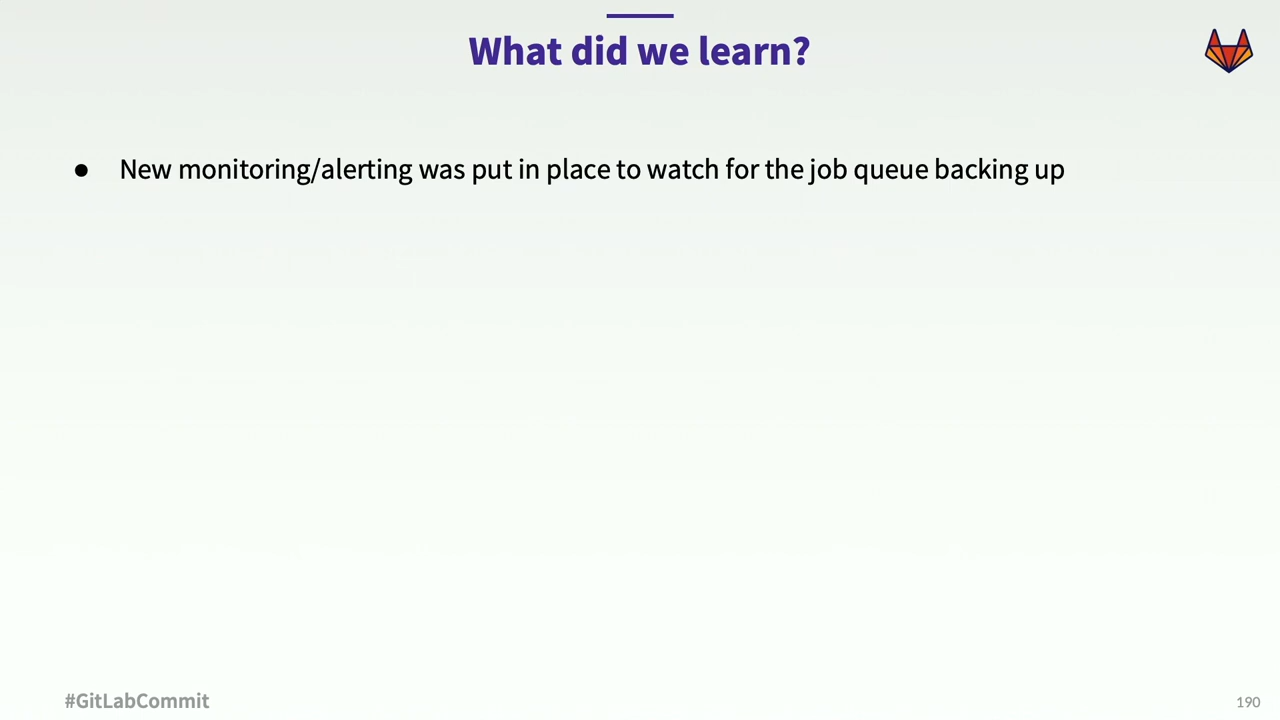 What did we learn?
● New monitoring/alerting was put in place to watch for the job queue backing up
#GitLabCommit
190